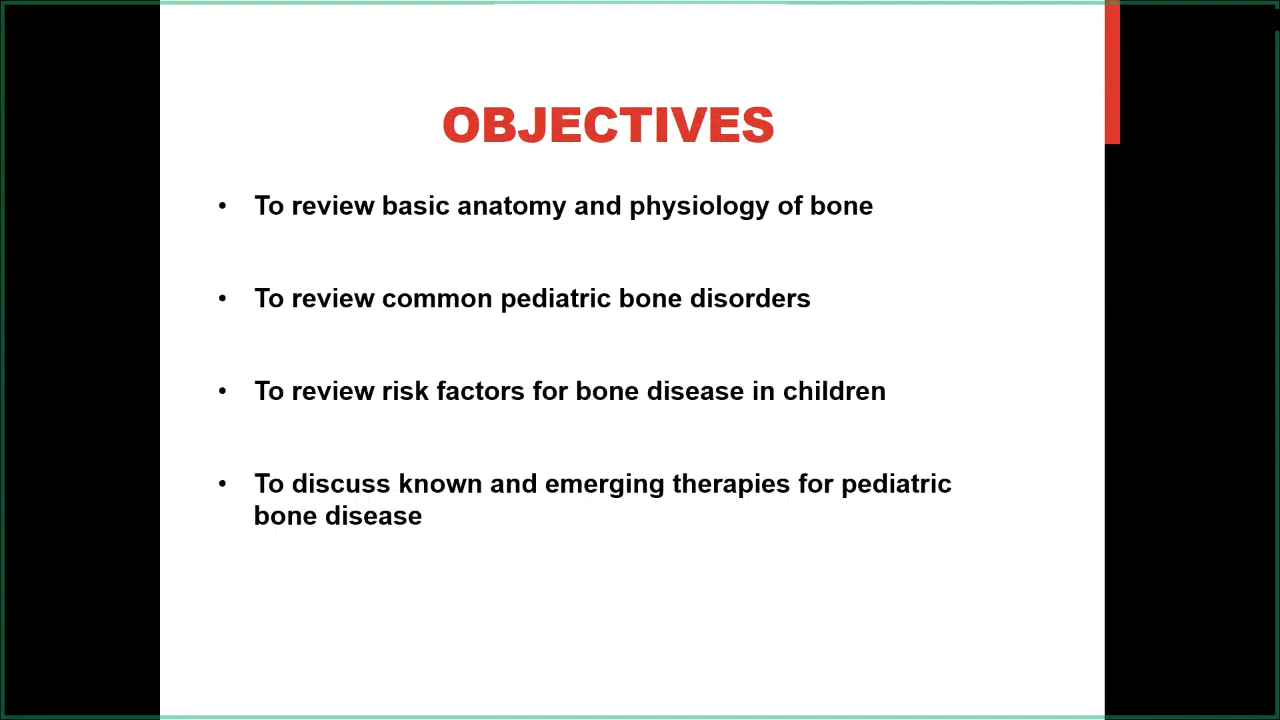 OBJECTIVES
• To review basic anatomy and physiology of bone
• To review common pediatric bone disorders
• To review risk factors for bone disease in children
• To discuss known and emerging therapies for pediatric
bone disease